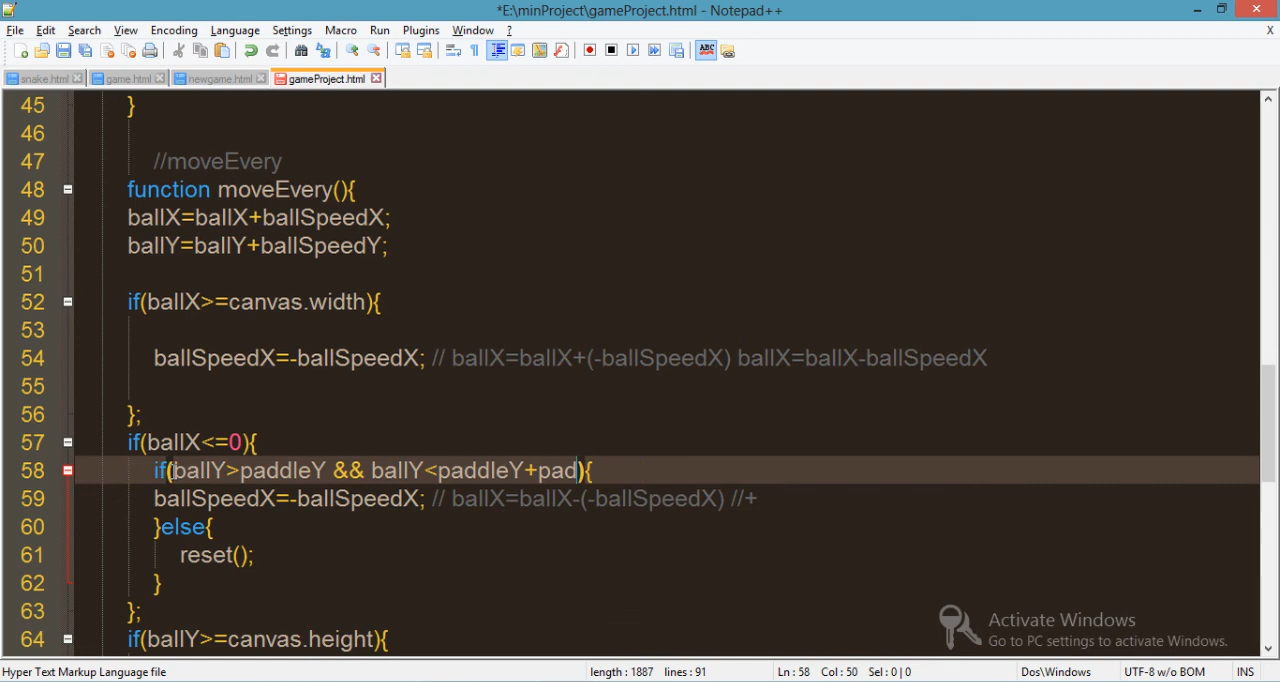 *E:\minProject\gameProject.html - Notepad++
File Edit Search View Encoding Language Settings Macro Run Plugins Window ? X
snake.html game.html newgame.html gameProject.html
45 }
46
47 //moveEvery
48 function moveEvery(){
49 ballX=ballX+ballSpeedX;
50 ballY=ballY+ballSpeedY;
51
52 if(ballX>=canvas.width){
53
54 ballSpeedX=-ballSpeedX; // ballX=ballX+(-ballSpeedX) ballX=ballX-ballSpeedX
55
56 };
57 if(ballX<=0){
58 if(ballY>paddleY && ballY<paddleY+pad){
59 ballSpeedX=-ballSpeedX; // ballX=ballX-(-ballSpeedX) //+
60 }else{
61 reset();
62 }
63 };
64 if(ballY>=canvas.height){
Activate Windows
Go to PC settings to activate Windows.
Hyper Text Markup Language file length : 1887 lines : 91 Ln : 58 Col : 50 Sel : 0 | 0 Dos\Windows UTF-8 w/o BOM INS